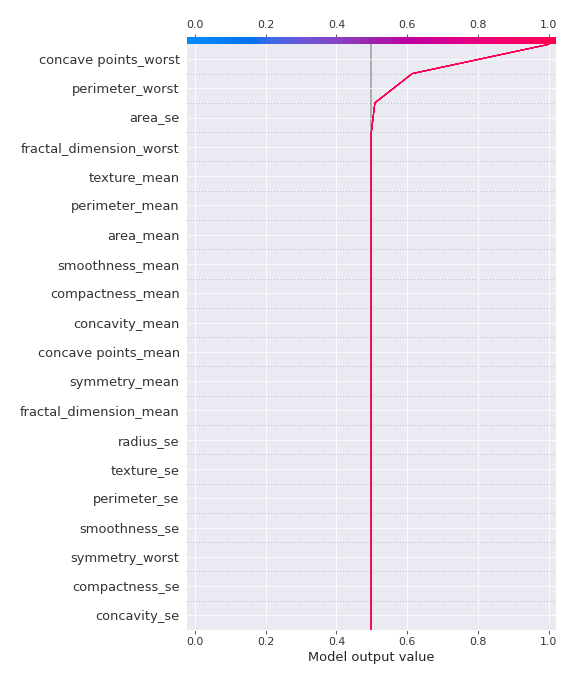 0.0 0.2 0.4 0.6 0.8 1.0
concave points_worst
perimeter_worst
area_se
fractal_dimension_worst
texture_mean
perimeter_mean
area_mean
smoothness_mean
compactness_mean
concavity_mean
concave points_mean
symmetry_mean
fractal_dimension_mean
radius_se
texture_se
perimeter_se
smoothness_se
symmetry_worst
compactness_se
concavity_se
0.0 0.2 0.4 0.6 0.8 1.0
Model output value